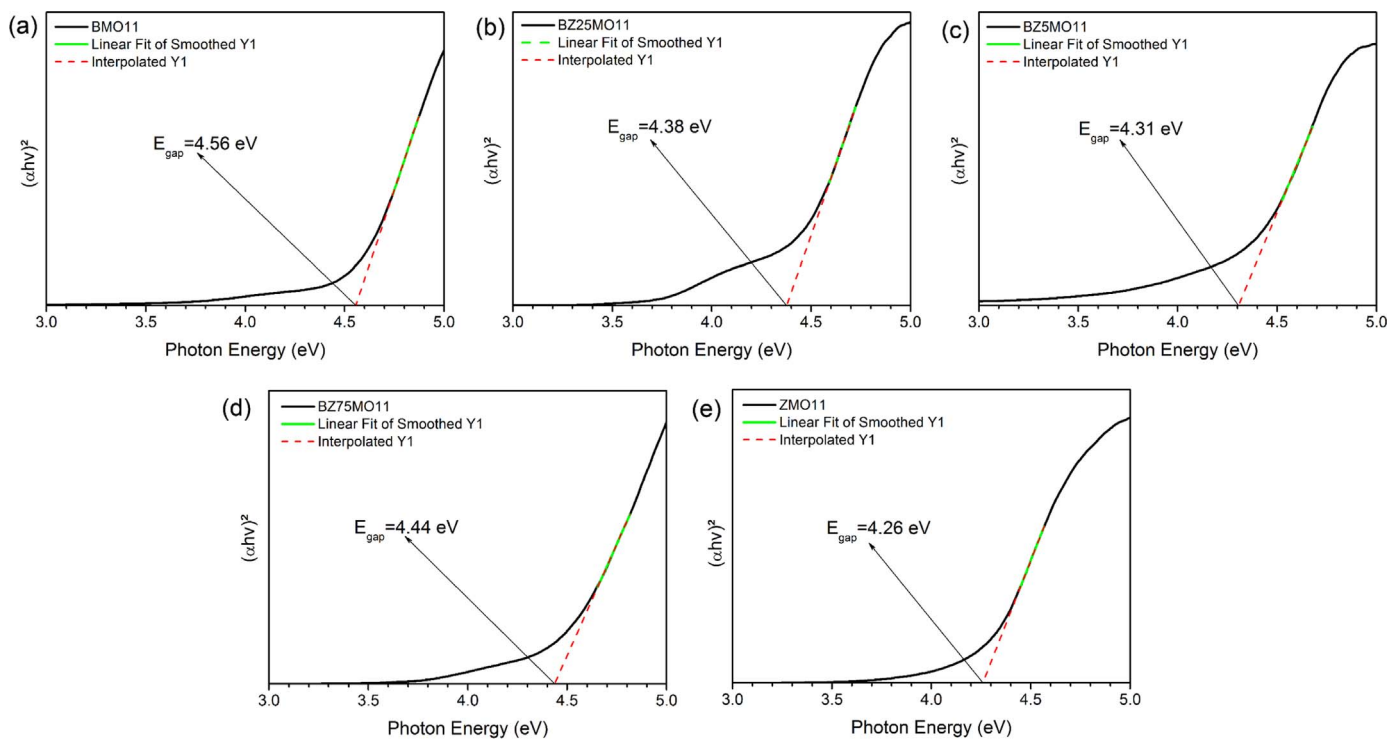 (a)
BMO11
Linear Fit of Smoothed Y1
Interpolated Y1
E_gap=4.56 eV
(αhν)²
3.0 3.5 4.0 4.5 5.0
Photon Energy (eV)
(b)
BZ25MO11
Linear Fit of Smoothed Y1
Interpolated Y1
E_gap=4.38 eV
(αhν)²
3.0 3.5 4.0 4.5 5.0
Photon Energy (eV)
(c)
BZ5MO11
Linear Fit of Smoothed Y1
Interpolated Y1
E_gap=4.31 eV
(αhν)²
3.0 3.5 4.0 4.5 5.0
Photon Energy (eV)
(d)
BZ75MO11
Linear Fit of Smoothed Y1
Interpolated Y1
E_gap=4.44 eV
(αhν)²
3.0 3.5 4.0 4.5 5.0
Photon Energy (eV)
(e)
ZMO11
Linear Fit of Smoothed Y1
Interpolated Y1
E_gap=4.26 eV
(αhν)²
3.0 3.5 4.0 4.5 5.0
Photon Energy (eV)